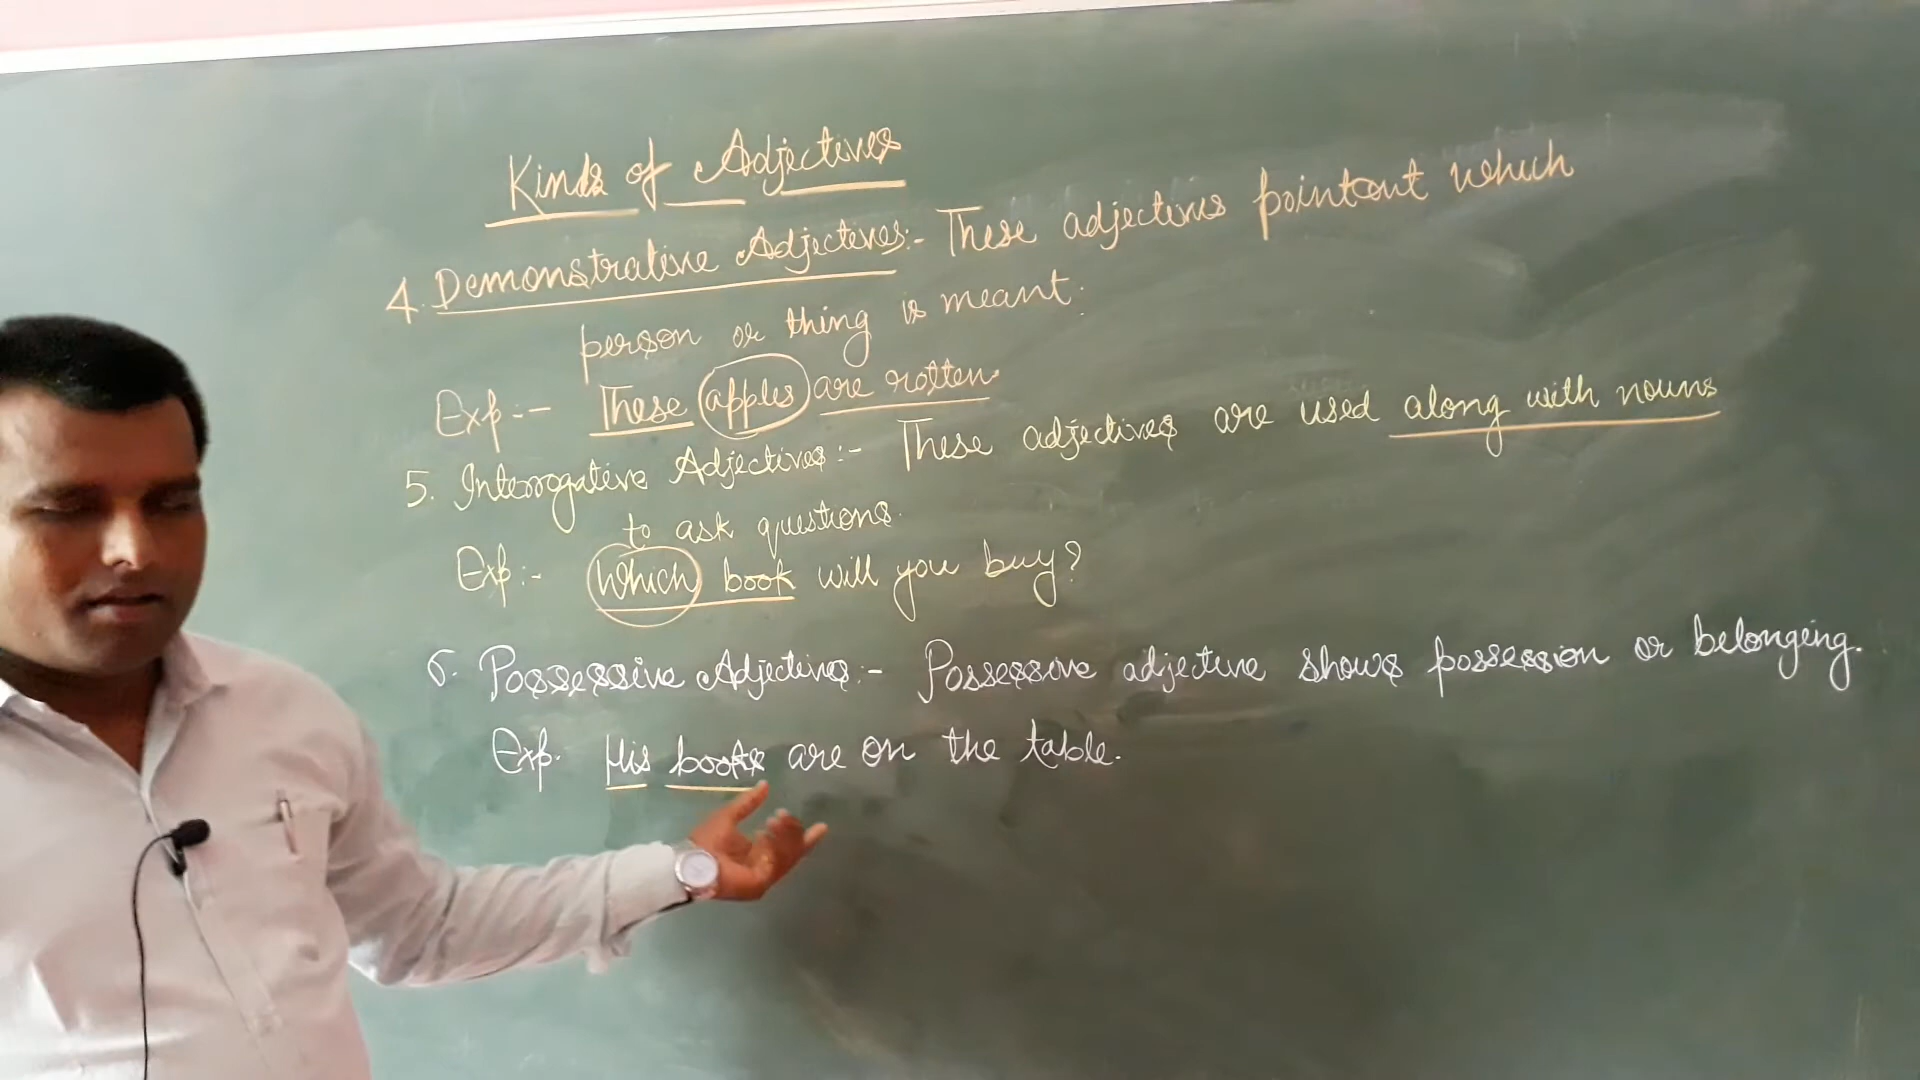 Kinds of Adjectives
4. Demonstrative Adjectives:- These adjectives pointout which
person or thing is meant.
Exp:- These apples are rotten.
5. Interrogative Adjectives:- These adjectives are used along with nouns
to ask questions.
Exp:- Which book will you buy?
6. Possessive Adjectives:- Possessive adjective shows possession or belonging.
Exp. His books are on the table.